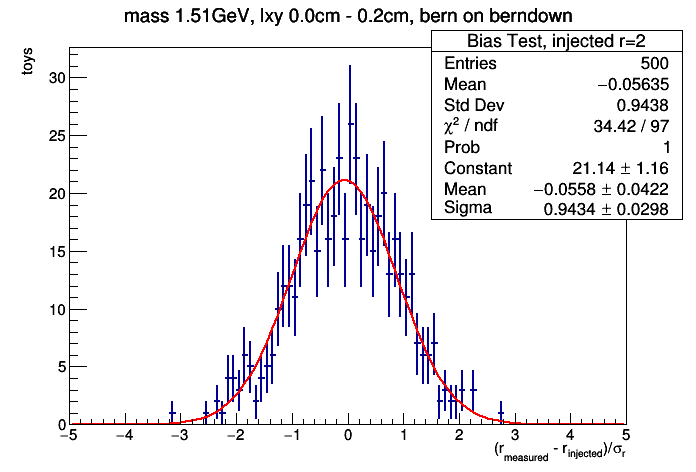 mass 1.51GeV, lxy 0.0cm - 0.2cm, bern on berndown
toys
Bias Test, injected r=2
Entries 500
Mean −0.05635
Std Dev 0.9438
χ² / ndf 34.42 / 97
Prob 1
Constant 21.14 ± 1.16
Mean −0.0558 ± 0.0422
Sigma 0.9434 ± 0.0298
30
25
20
15
10
5
0
−5 −4 −3 −2 −1 0 1 2 3 4 5
(r_measured - r_injected)/σ_r